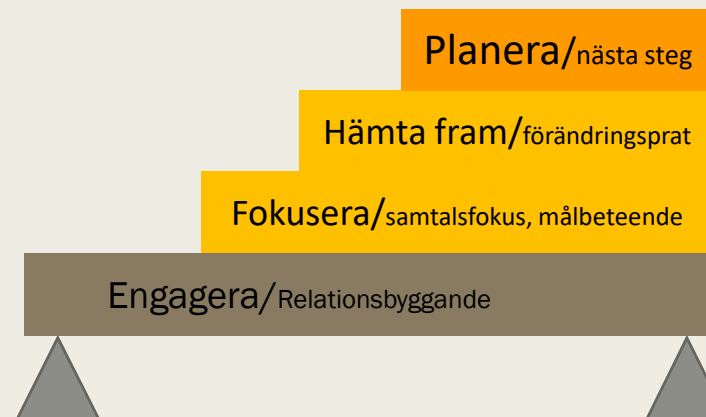 Planera/nästa steg
Hämta fram/förändringsprat
Fokusera/samtalsfokus, målbeteende
Engagera/Relationsbyggande